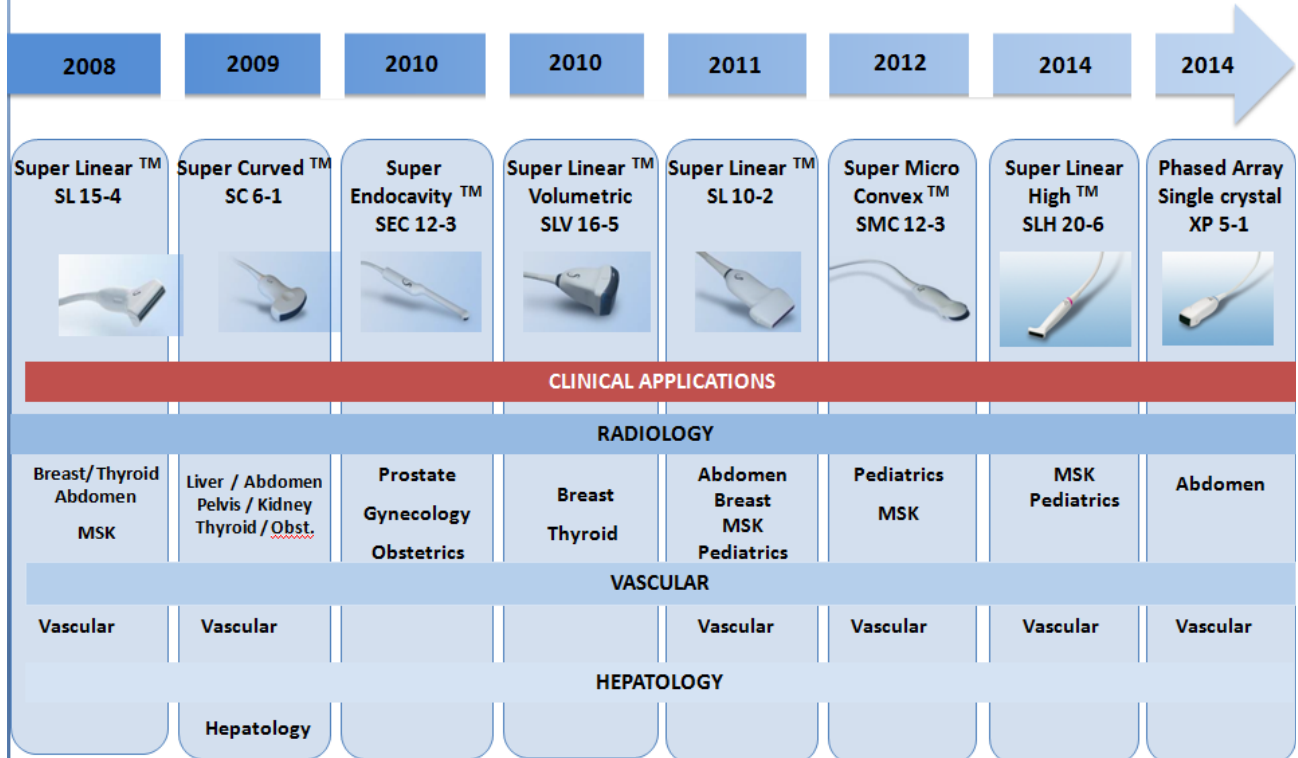 2008
2009
2010
2010
2011
2012
2014
2014
Super Linear ™
SL 15-4
Super Curved ™
SC 6-1
Super
Endocavity ™
SEC 12-3
Super Linear ™
Volumetric
SLV 16-5
Super Linear ™
SL 10-2
Super Micro
Convex ™
SMC 12-3
Super Linear
High ™
SLH 20-6
Phased Array
Single crystal
XP 5-1
CLINICAL APPLICATIONS
RADIOLOGY
Breast/Thyroid
Abdomen
MSK
Liver / Abdomen
Pelvis / Kidney
Thyroid / Obst.
Prostate
Gynecology
Obstetrics
Breast
Thyroid
Abdomen
Breast
MSK
Pediatrics
Pediatrics
MSK
MSK
Pediatrics
Abdomen
VASCULAR
Vascular
Vascular
Vascular
Vascular
Vascular
Vascular
HEPATOLOGY
Hepatology